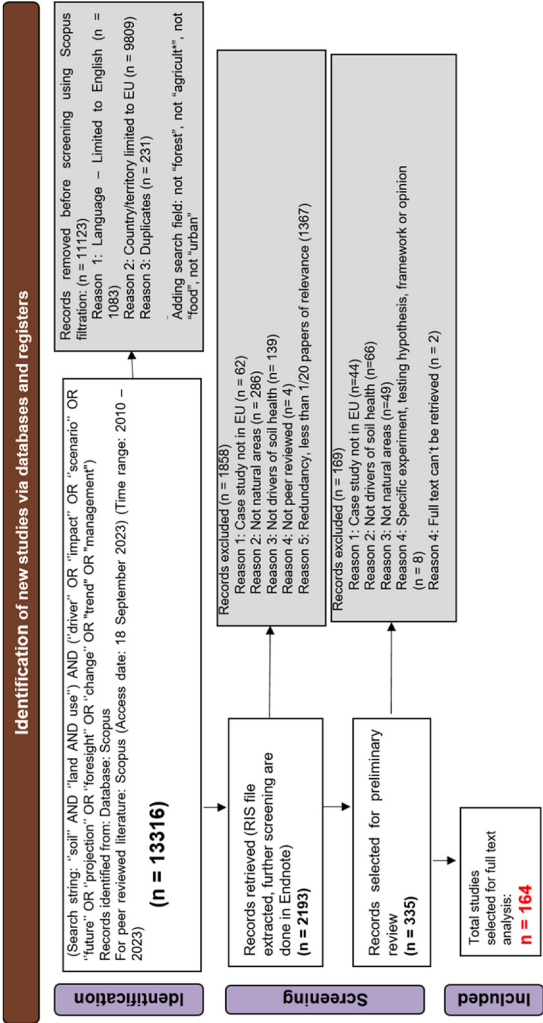 Identification of new studies via databases and registers
Identification
(Search string: "soil" AND "land AND use") AND ("driver" OR "impact" OR "scenario" OR
"future" OR "projection" OR "foresight" OR "change" OR "trend" OR "management")
Records identified from: Database: Scopus
For peer reviewed literature: Scopus (Access date: 18 September 2023) (Time range: 2010 –
2023)
(n = 13316)
Records removed before screening using Scopus
filtration: (n = 11123)
Reason 1: Language – Limited to English (n =
1083)
Reason 2: Country/territory limited to EU (n = 9809)
Reason 3: Duplicates (n = 231)
Adding search field: not "forest", not "agricult*", not
"food", not "urban"
Screening
Records retrieved (RIS file
extracted, further screening are
done in Endnote)
(n = 2193)
Records excluded (n = 1858)
Reason 1: Case study not in EU (n = 62)
Reason 2: Not natural areas (n = 286)
Reason 3: Not drivers of soil health (n= 139)
Reason 4: Not peer reviewed (n= 4)
Reason 5: Redundancy, less than 1/20 papers of relevance (1367)
Records selected for preliminary
review
(n = 335)
Records excluded (n = 169)
Reason 1: Case study not in EU (n=44)
Reason 2: Not drivers of soil health (n=66)
Reason 3: Not natural areas (n=49)
Reason 4: Specific experiment, testing hypothesis, framework or opinion
(n = 8)
Reason 4: Full text can't be retrieved (n = 2)
Included
Total studies
selected for full text
analysis:
n = 164